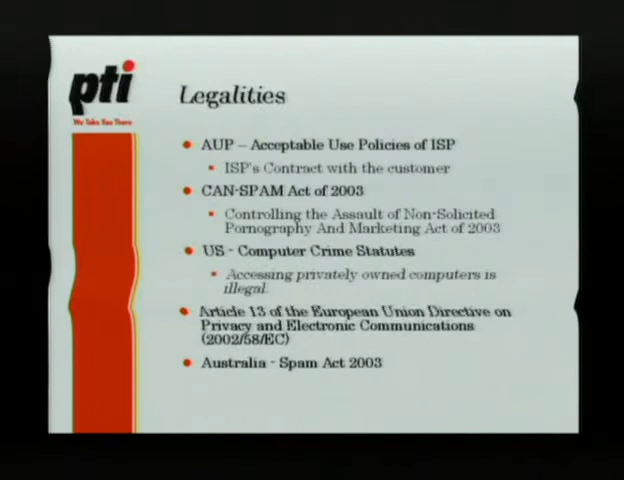 pti
We Take You There
Legalities
AUP – Acceptable Use Policies of ISP
ISP's Contract with the customer
CAN-SPAM Act of 2003
Controlling the Assault of Non-Solicited
Pornography And Marketing Act of 2003
US - Computer Crime Statutes
Accessing privately owned computers is
illegal.
Article 13 of the European Union Directive on
Privacy and Electronic Communications
(2002/58/EC)
Australia - Spam Act 2003